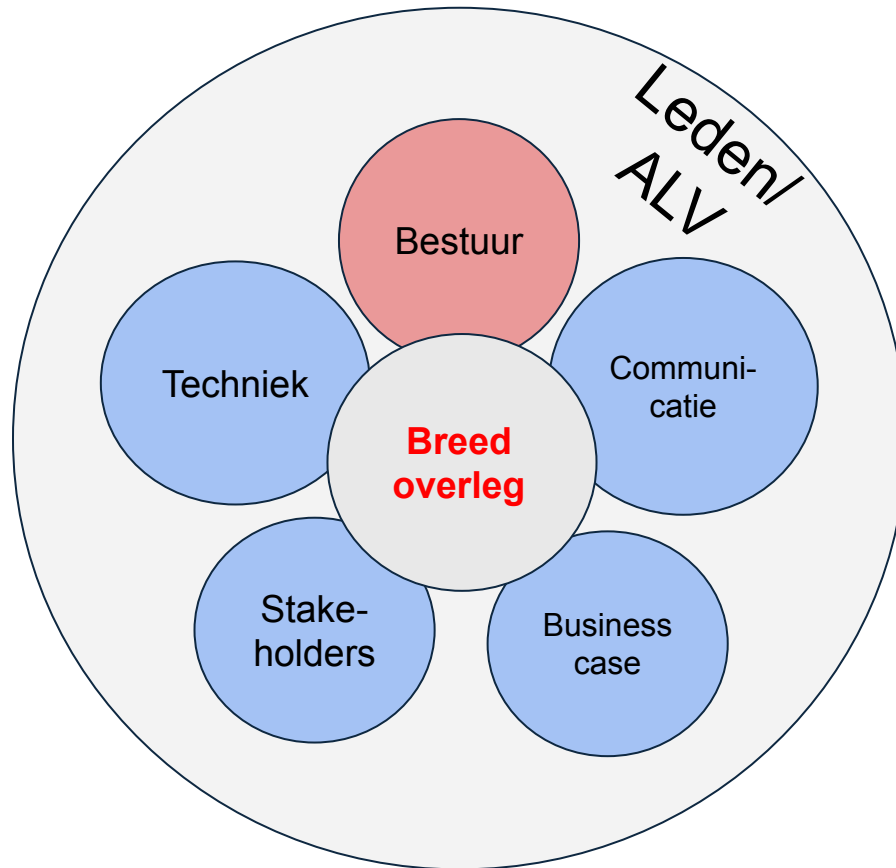 Leden/
ALV
Bestuur
Techniek
Communi-
catie
Breed
overleg
Stake-
holders
Business
case